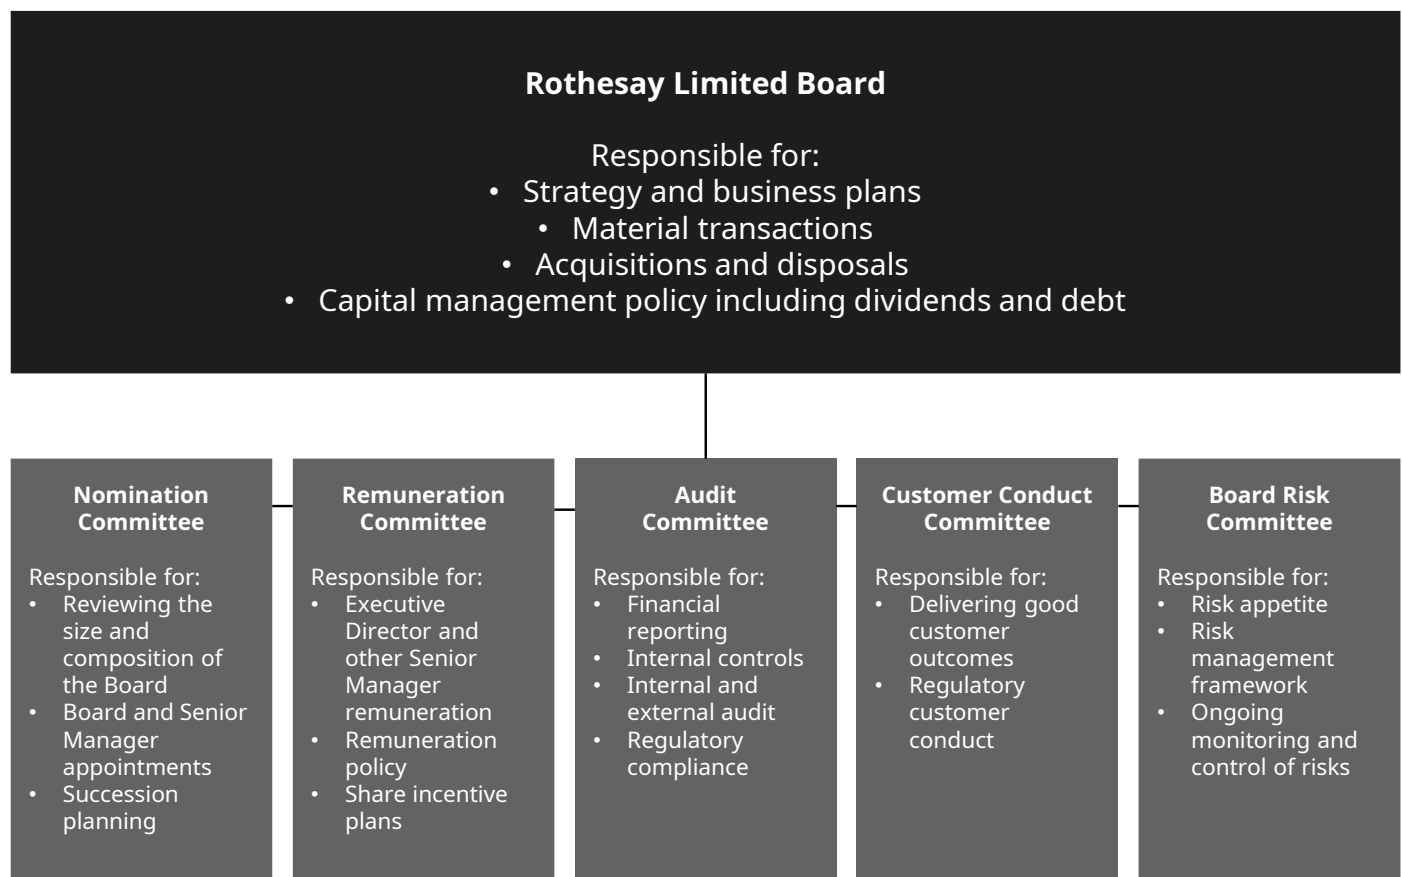 Rothesay Limited Board
Responsible for:
• Strategy and business plans
• Material transactions
• Acquisitions and disposals
• Capital management policy including dividends and debt
Nomination
Committee
Responsible for:
• Reviewing the
size and
composition of
the Board
• Board and Senior
Manager
appointments
• Succession
planning
Remuneration
Committee
Responsible for:
• Executive
Director and
other Senior
Manager
remuneration
• Remuneration
policy
• Share incentive
plans
Audit
Committee
Responsible for:
• Financial
reporting
• Internal controls
• Internal and
external audit
• Regulatory
compliance
Customer Conduct
Committee
Responsible for:
• Delivering good
customer
outcomes
• Regulatory
customer
conduct
Board Risk
Committee
Responsible for:
• Risk appetite
• Risk
management
framework
• Ongoing
monitoring and
control of risks